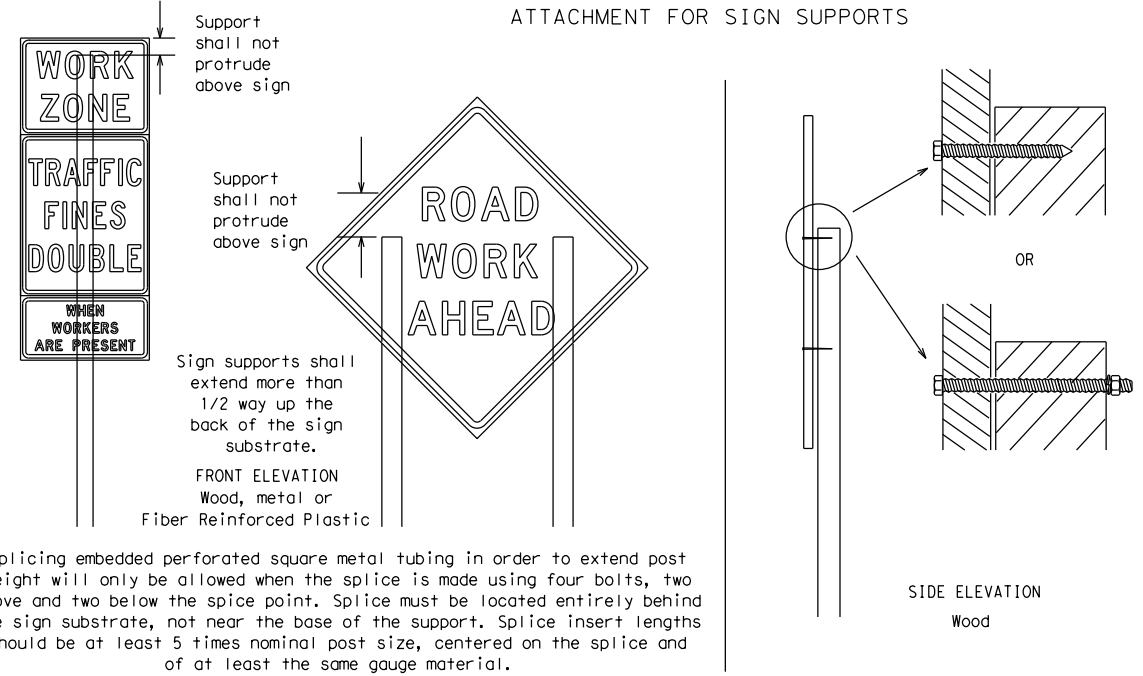 ATTACHMENT FOR SIGN SUPPORTS
Support
shall not
protrude
above sign
WORK
ZONE
TRAFFIC
FINES
DOUBLE
WHEN
WORKERS
ARE PRESENT
Support
shall not
protrude
above sign
ROAD
WORK
AHEAD
Sign supports shall
extend more than
1/2 way up the
back of the sign
substrate.
FRONT ELEVATION
Wood, metal or
Fiber Reinforced Plastic
plicing embedded perforated square metal tubing in order to extend post
eight will only be allowed when the splice is made using four bolts, two
ove and two below the spice point. Splice must be located entirely behind
e sign substrate, not near the base of the support. Splice insert lengths
hould be at least 5 times nominal post size, centered on the splice and
of at least the same gauge material.
OR
SIDE ELEVATION
Wood